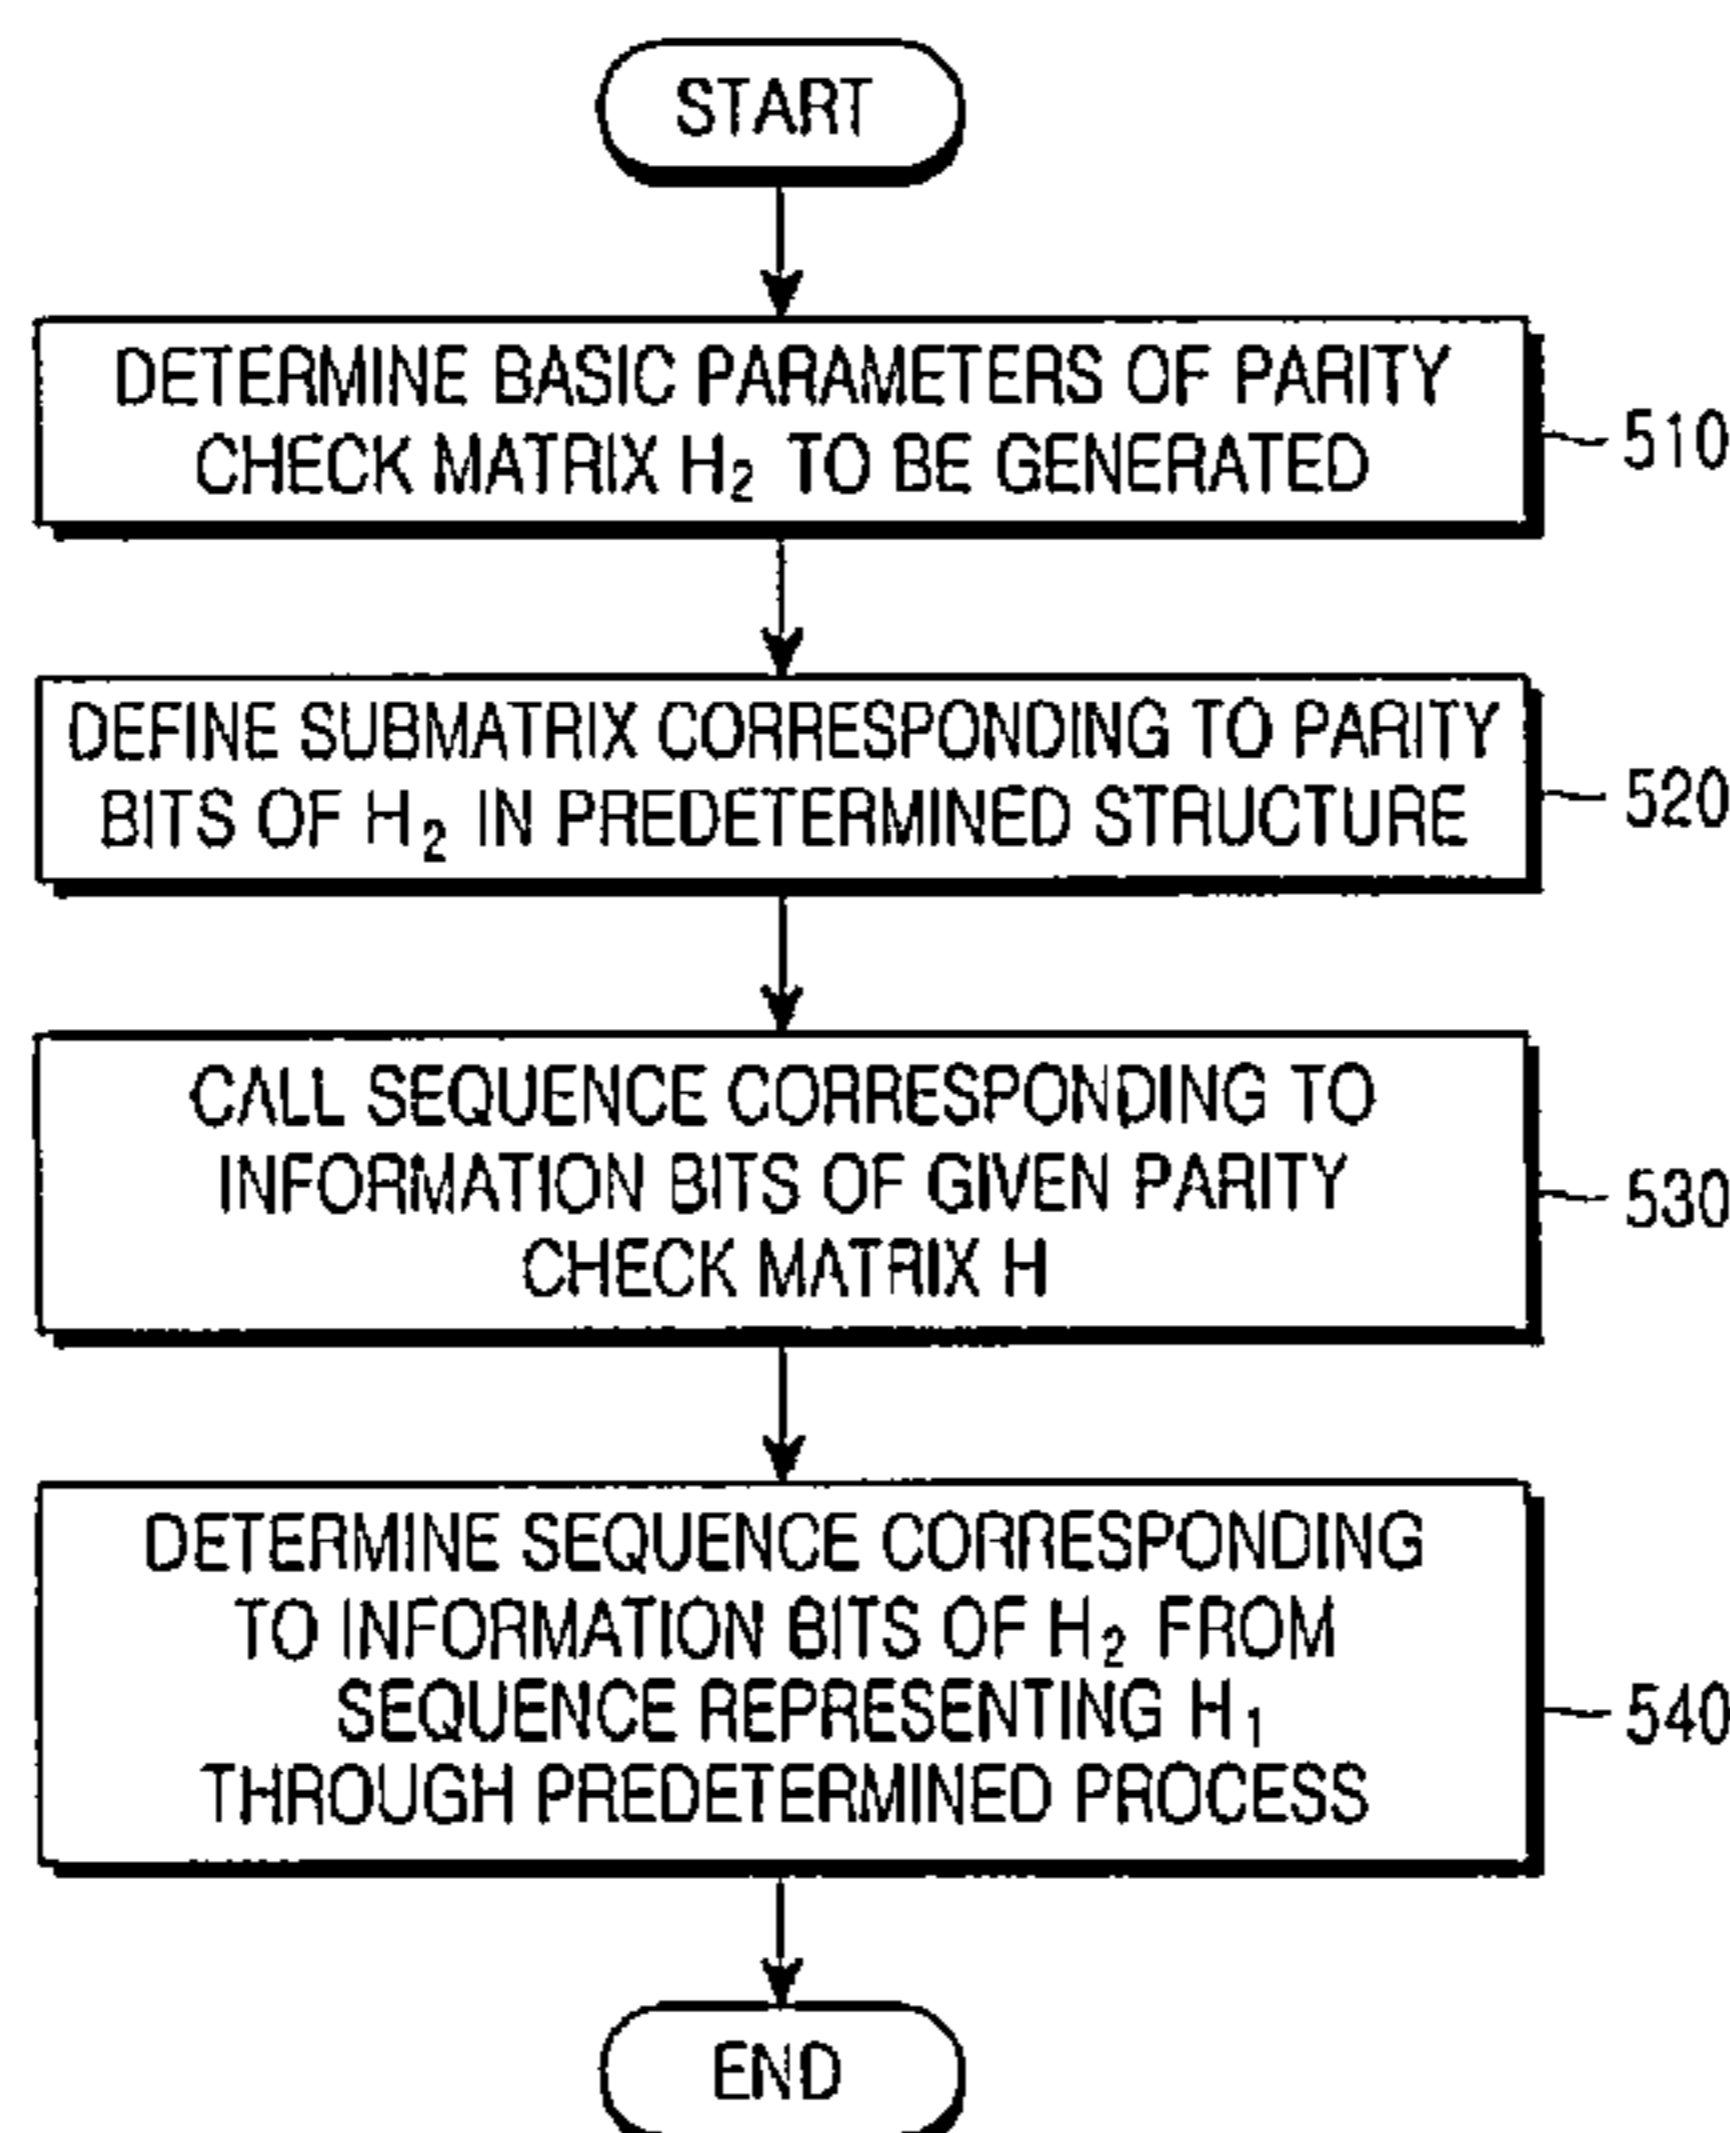 START
DETERMINE BASIC PARAMETERS OF PARITY
CHECK MATRIX H₂ TO BE GENERATED
510
DEFINE SUBMATRIX CORRESPONDING TO PARITY
BITS OF H₂ IN PREDETERMINED STRUCTURE
520
CALL SEQUENCE CORRESPONDING TO
INFORMATION BITS OF GIVEN PARITY
CHECK MATRIX H
530
DETERMINE SEQUENCE CORRESPONDING
TO INFORMATION BITS OF H₂ FROM
SEQUENCE REPRESENTING H₁
THROUGH PREDETERMINED PROCESS
540
END